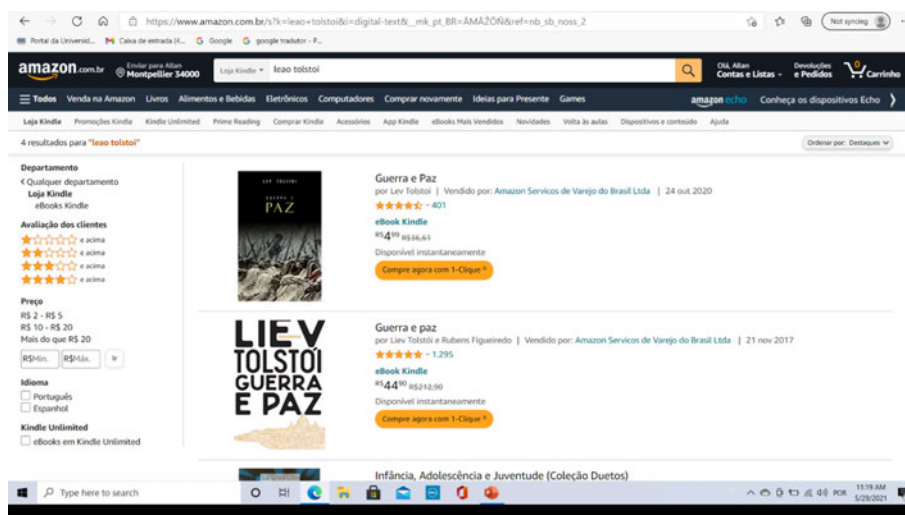 https://www.amazon.com.br/s?k=leao+tolstoi&i=digital-text&__mk_pt_BR=ÅMÅŽÕÑ&ref=nb_sb_noss_2
Not syncing
Portal da Universid... Caixa de entrada (4... Google google tradutor - P...
amazon.com.br Enviar para Allan Montpellier 34000 Loja Kindle leao tolstoi Olá, Allan Contas e Listas Devoluções e Pedidos 0 Carrinho
Todos Venda na Amazon Livros Alimentos e Bebidas Eletrônicos Computadores Comprar novamente Ideias para Presente Games amazon echo Conheça os dispositivos Echo
Loja Kindle Promoções Kindle Kindle Unlimited Prime Reading Comprar Kindle Acessórios App Kindle eBooks Mais Vendidos Novidades Volta às aulas Dispositivos e conteúdo Ajuda
4 resultados para "leao tolstoi" Ordenar por: Destaques
Departamento
Qualquer departamento
Loja Kindle
eBooks Kindle
Avaliação dos clientes
e acima
e acima
e acima
e acima
Preço
R$ 2 - R$ 5
R$ 10 - R$ 20
Mais do que R$ 20
R$Mín. R$Máx. Ir
Idioma
Português
Espanhol
Kindle Unlimited
eBooks em Kindle Unlimited
PAZ
Guerra e Paz
por Lev Tolstoi | Vendido por: Amazon Servicos de Varejo do Brasil Ltda | 24 out 2020
401
eBook Kindle
R$4,99 R$36,61
Disponível instantaneamente
Compre agora com 1-Clique ®
LIEV
TOLSTÓI
GUERRA
E PAZ
Guerra e paz
por Liev Tolstói e Rubens Figueiredo | Vendido por: Amazon Servicos de Varejo do Brasil Ltda | 21 nov 2017
1.295
eBook Kindle
R$44,90 R$212,90
Disponível instantaneamente
Compre agora com 1-Clique ®
Infância, Adolescência e Juventude (Coleção Duetos)
Type here to search
POR
11:19 AM
5/29/2021